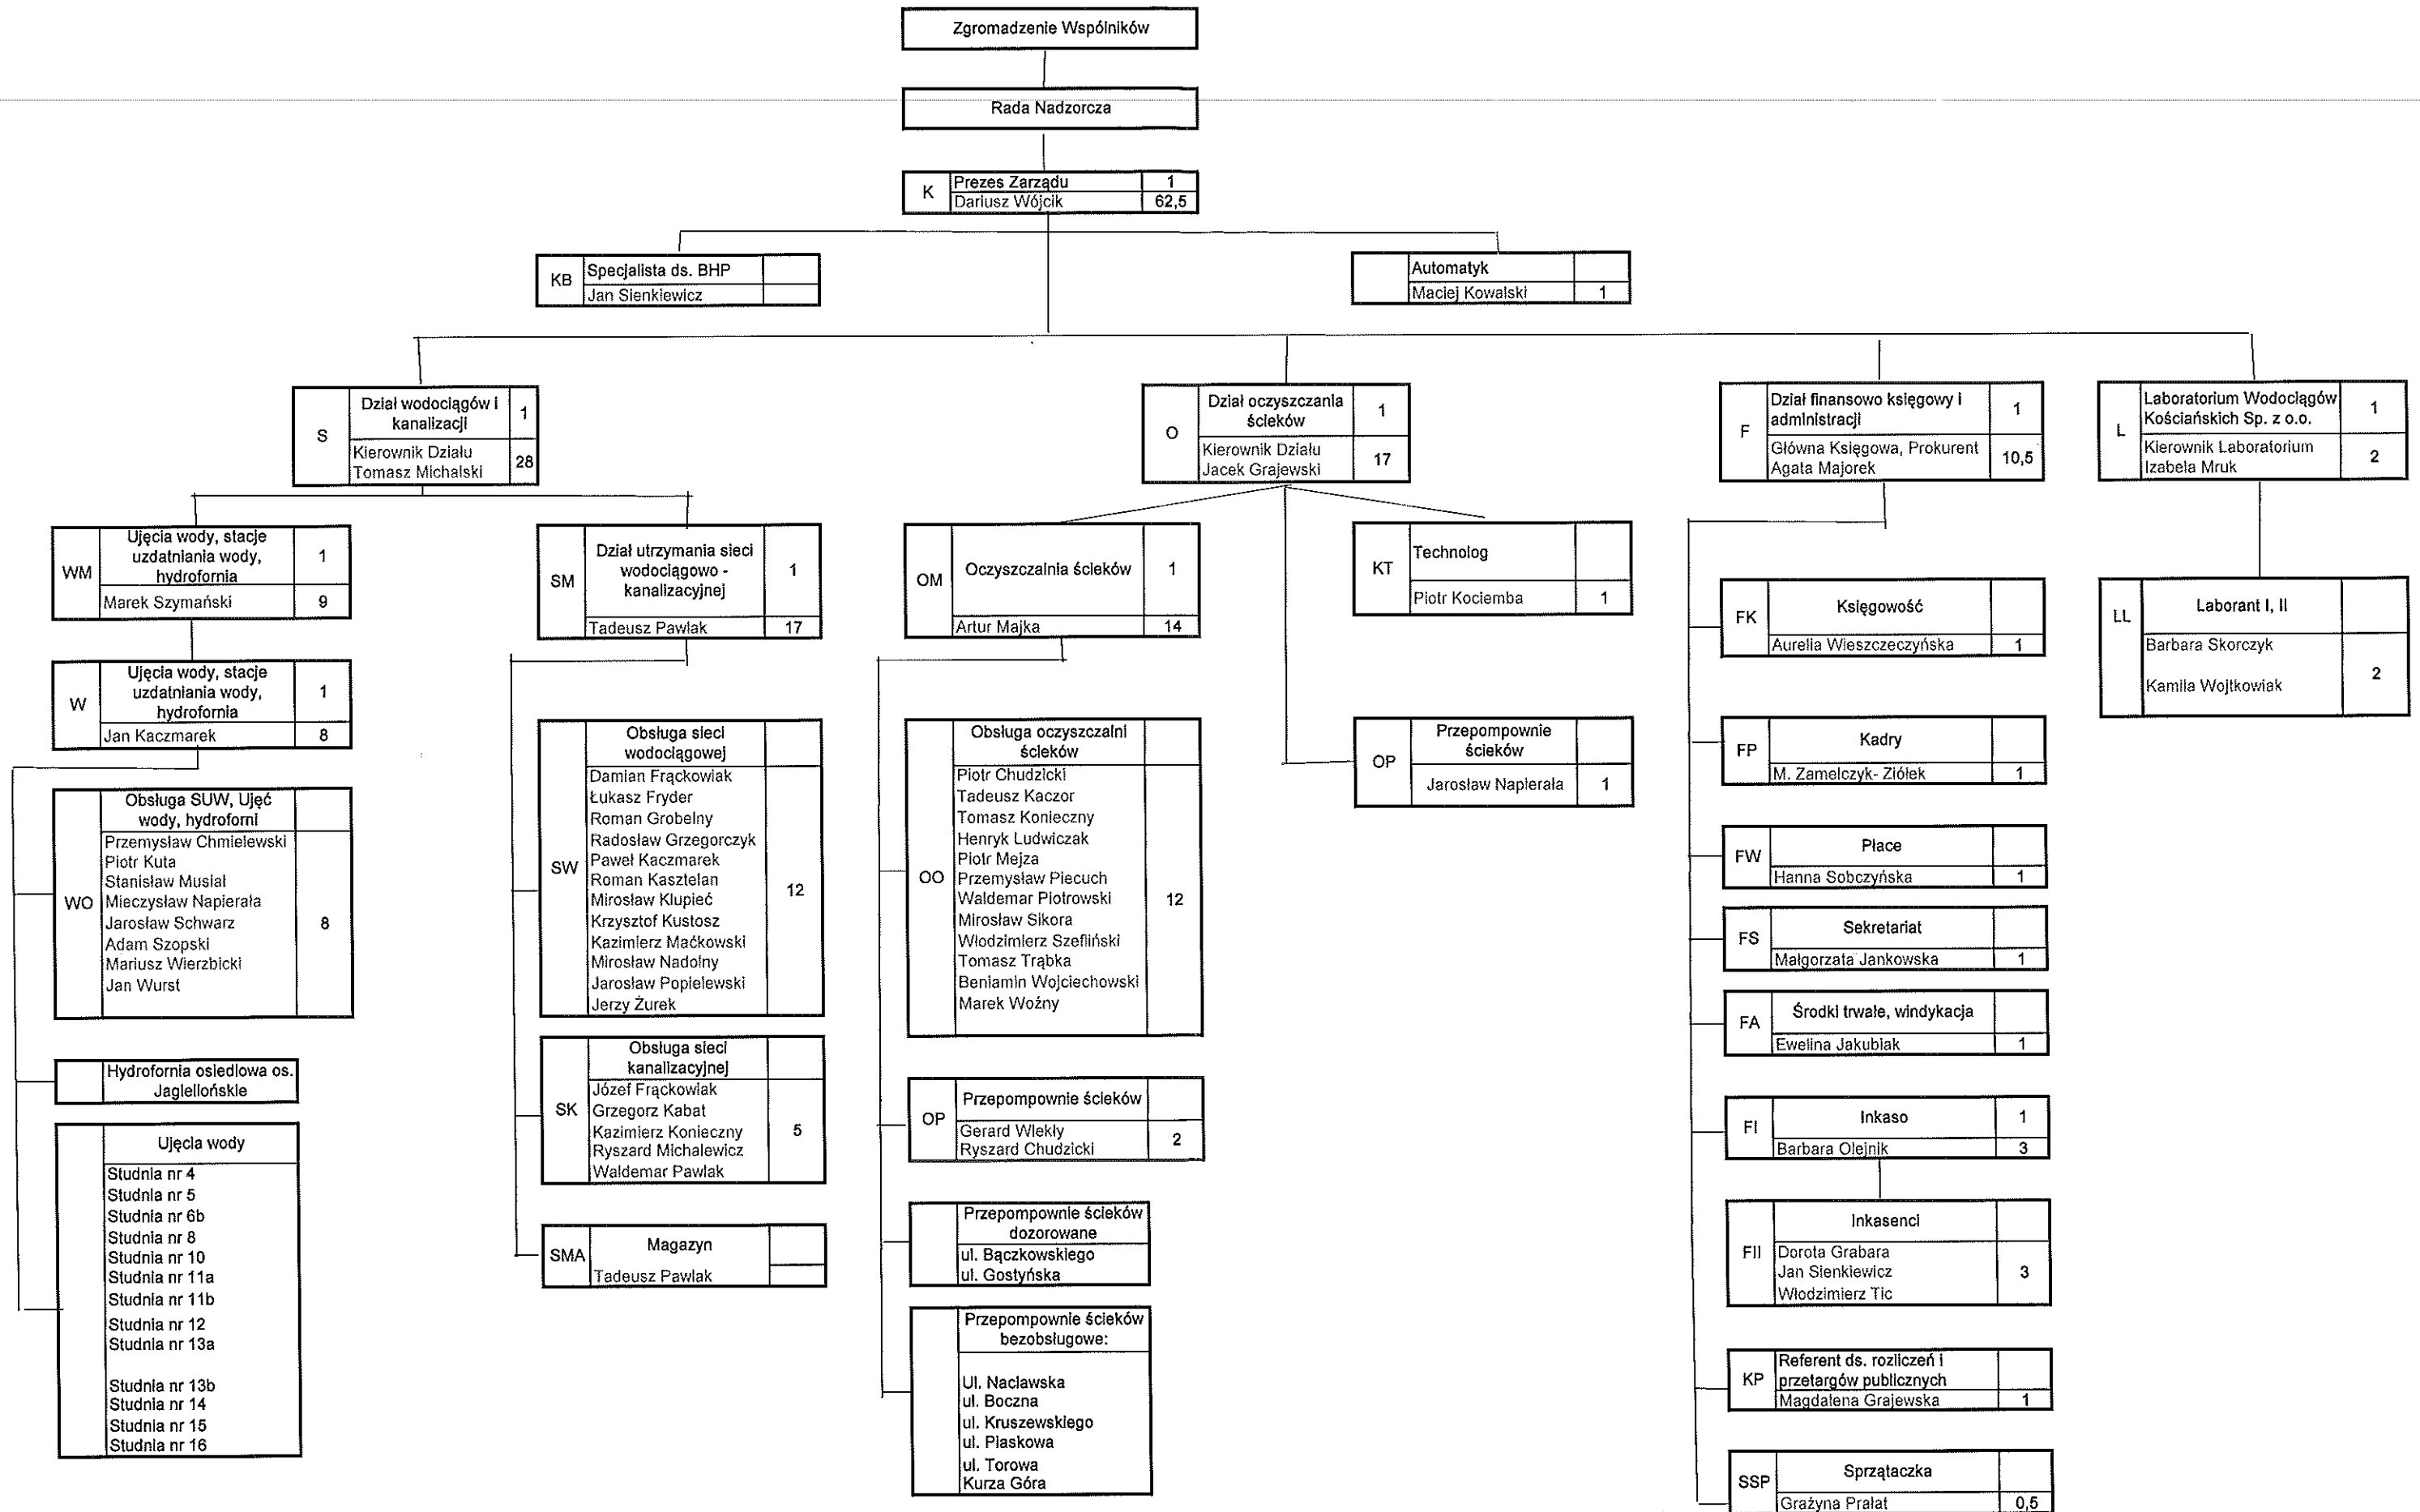 Zgromadzenie Wspólników
Rada Nadzorcza
K
Prezes Zarządu
1
Dariusz Wójcik
62,5
KB
Specjalista ds. BHP
Jan Sienkiewicz
Automatyk
Maciej Kowalski
1
S
Dział wodociągów i
kanalizacji
1
Kierownik Działu
Tomasz Michalski
28
WM
Ujęcia wody, stacje
uzdatniania wody,
hydrofornia
1
Marek Szymański
9
W
Ujęcia wody, stacje
uzdatniania wody,
hydrofornia
1
Jan Kaczmarek
8
WO
Obsługa SUW, Ujęć
wody, hydroforni
Przemysław Chmielewski
Piotr Kuta
Stanisław Musiał
Mieczysław Napierała
Jarosław Schwarz
Adam Szopski
Mariusz Wierzbicki
Jan Wurst
8
Hydrofornia osiedlowa os.
Jagiellońskie
Ujęcia wody
Studnia nr 4
Studnia nr 5
Studnia nr 6b
Studnia nr 8
Studnia nr 10
Studnia nr 11a
Studnia nr 11b
Studnia nr 12
Studnia nr 13a
Studnia nr 13b
Studnia nr 14
Studnia nr 15
Studnia nr 16
SM
Dział utrzymania sieci
wodociągowo -
kanalizacyjnej
1
Tadeusz Pawlak
17
SW
Obsługa sieci
wodociągowej
Damian Frąckowiak
Łukasz Fryder
Roman Grobelny
Radosław Grzegorczyk
Paweł Kaczmarek
Roman Kasztelan
Mirosław Klupieć
Krzysztof Kustosz
Kazimierz Maćkowski
Mirosław Nadolny
Jarosław Popielewski
Jerzy Żurek
12
SK
Obsługa sieci
kanalizacyjnej
Józef Frąckowiak
Grzegorz Kabat
Kazimierz Konieczny
Ryszard Michalewicz
Waldemar Pawlak
5
SMA
Magazyn
Tadeusz Pawlak
O
Dział oczyszczania
ścieków
1
Kierownik Działu
Jacek Grajewski
17
OM
Oczyszczalnia ścieków
1
Artur Majka
14
OO
Obsługa oczyszczalni
ścieków
Piotr Chudzicki
Tadeusz Kaczor
Tomasz Konieczny
Henryk Ludwiczak
Piotr Mejza
Przemysław Piecuch
Waldemar Piotrowski
Mirosław Sikora
Włodzimierz Szefliński
Tomasz Trąbka
Beniamin Wojciechowski
Marek Woźny
12
OP
Przepompownie ścieków
Gerard Wlekły
Ryszard Chudzicki
2
Przepompownie ścieków
dozorowane
ul. Bączkowskiego
ul. Gostyńska
Przepompownie ścieków
bezobsługowe:
Ul. Nacławska
ul. Boczna
ul. Kruszewskiego
ul. Piaskowa
ul. Torowa
Kurza Góra
KT
Technolog
Piotr Kociemba
1
OP
Przepompownie
ścieków
Jarosław Napierała
1
F
Dział finansowo księgowy i
administracji
1
Główna Księgowa, Prokurent
Agata Majorek
10,5
FK
Księgowość
Aurelia Wieszczeczyńska
1
FP
Kadry
M. Zamelczyk- Ziółek
1
FW
Płace
Hanna Sobczyńska
1
FS
Sekretariat
Małgorzata Jankowska
1
FA
Środki trwałe, windykacja
Ewelina Jakubiak
1
FI
Inkaso
1
Barbara Olejnik
3
FII
Inkasenci
Dorota Grabara
Jan Sienkiewicz
Włodzimierz Tic
3
KP
Referent ds. rozliczeń i
przetargów publicznych
Magdalena Grajewska
1
SSP
Sprzątaczka
Grażyna Prałat
0,5
L
Laboratorium Wodociągów
Kościańskich Sp. z o.o.
1
Kierownik Laboratorium
Izabela Mruk
2
LL
Laborant I, II
Barbara Skorczyk
Kamila Wojtkowiak
2